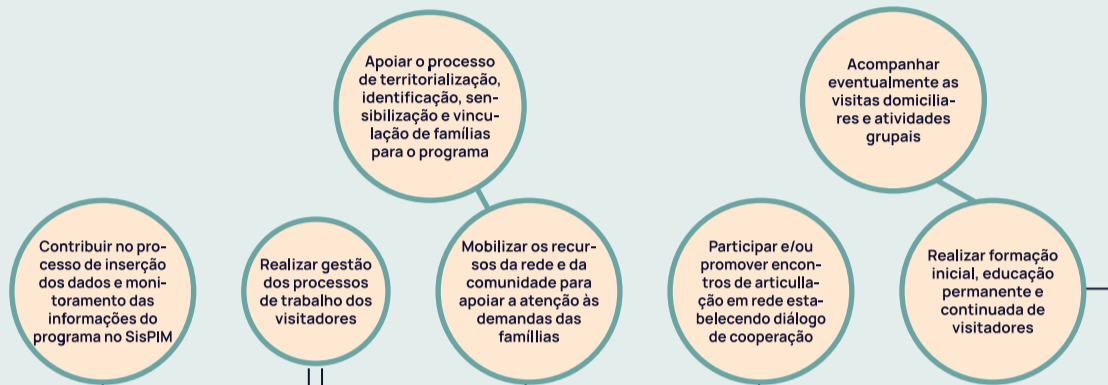 Apoiar o processo
de territorialização,
identificação, sen-
sibilização e vincu-
lação de famílias
para o programa
Acompanhar
eventualmente as
visitas domicilia-
res e atividades
grupais
Contribuir no pro-
cesso de inserção
dos dados e moni-
toramento das
informações do
programa no SisPIM
Realizar gestão
dos processos
de trabalho dos
visitadores
Mobilizar os recur-
sos da rede e da
comunidade para
apoiar a atenção às
demandas das
famíllias
Participar e/ou
promover encon-
tros de articulla-
ção em rede esta-
belecendo diálogo
de cooperação
Realizar formação
inicial, educação
permanente e
continuada de
visitadores